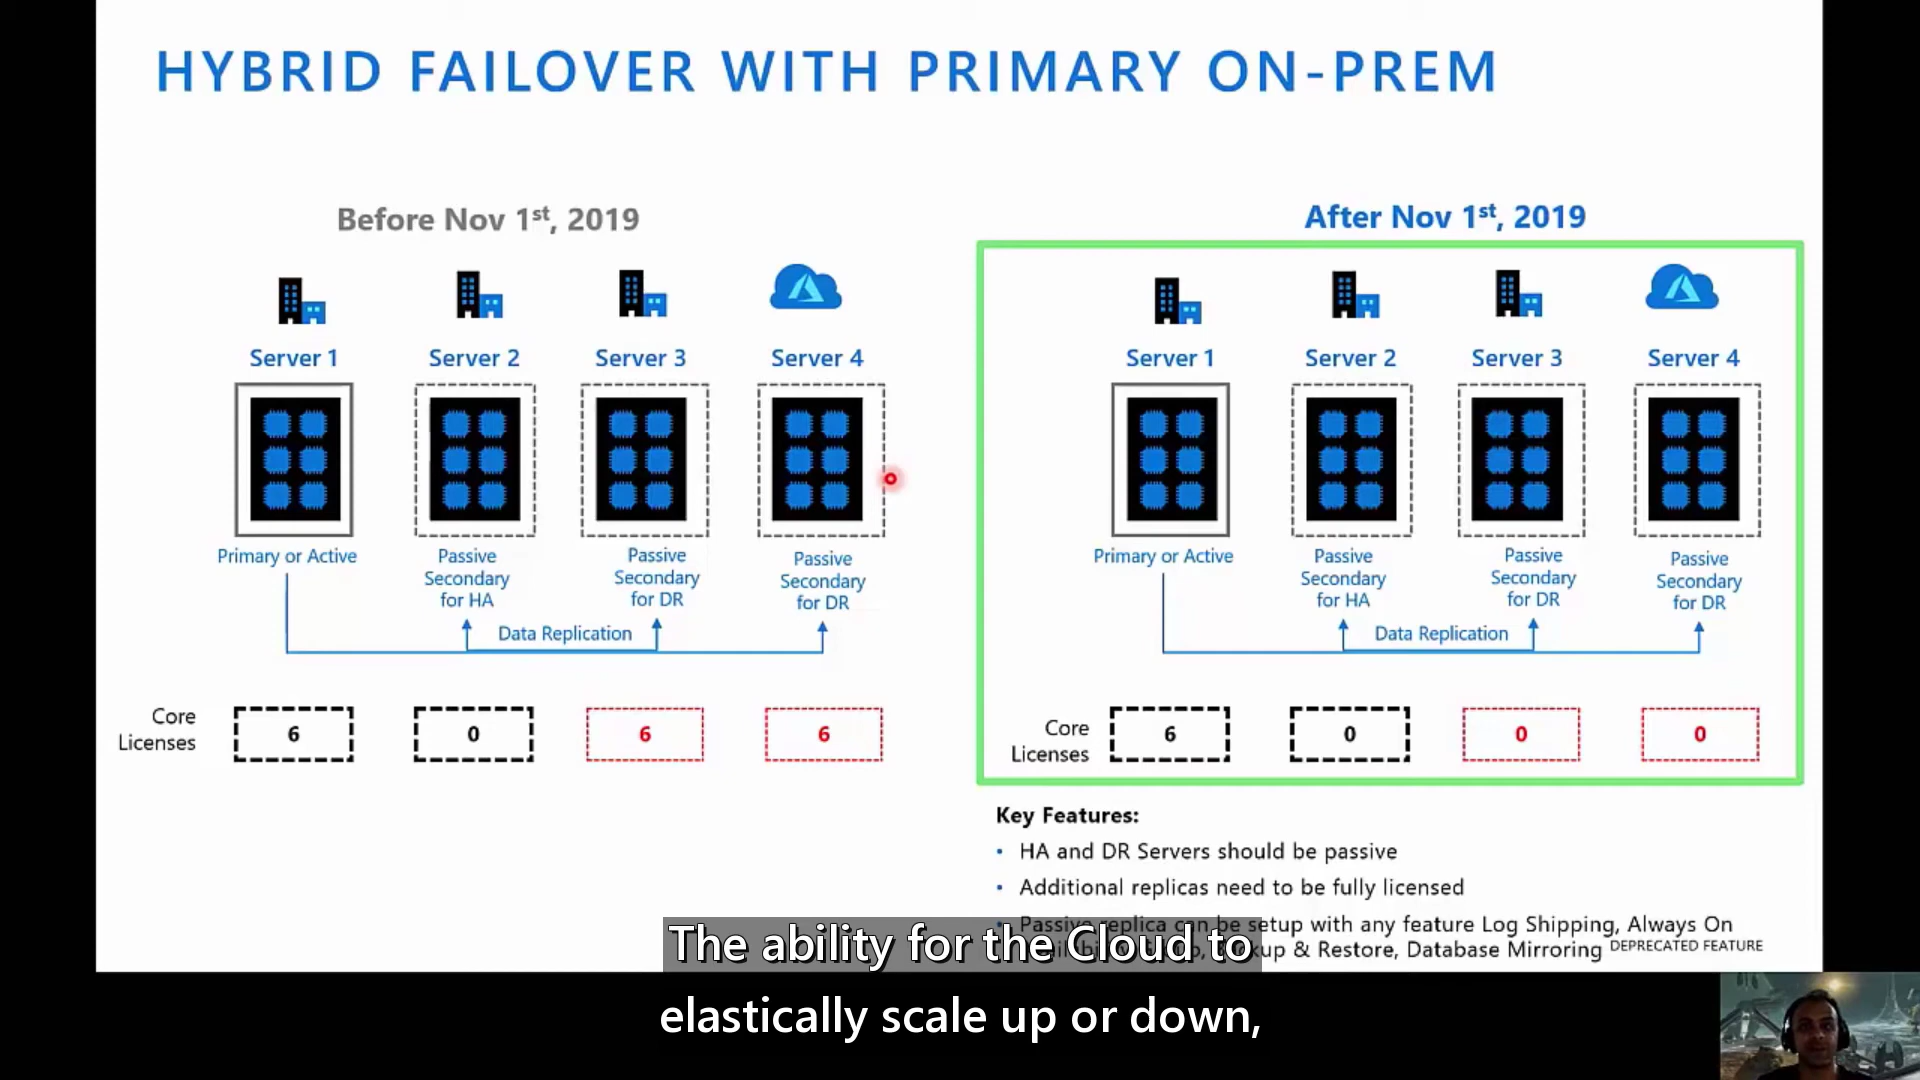 HYBRID FAILOVER WITH PRIMARY ON-PREM
Before Nov 1st, 2019
Server 1
Server 2
Server 3
Server 4
Primary or Active
Passive
Secondary
for HA
Passive
Secondary
for DR
Passive
Secondary
for DR
Data Replication
Core
Licenses
6
0
6
6
After Nov 1st, 2019
Server 1
Server 2
Server 3
Server 4
Primary or Active
Passive
Secondary
for HA
Passive
Secondary
for DR
Passive
Secondary
for DR
Data Replication
Core
Licenses
6
0
0
0
Key Features:
• HA and DR Servers should be passive
• Additional replicas need to be fully licensed
• Passive replica can be setup with any feature Log Shipping, Always On
& Restore, Database Mirroring DEPRECATED FEATURE
The ability for the Cloud to
elastically scale up or down,